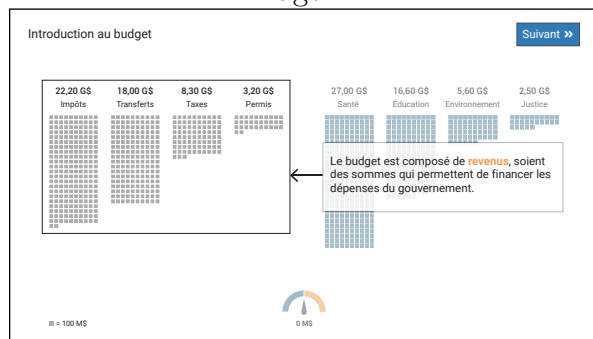 Introduction au budget
Suivant »
22,20 G$ 18,00 G$ 8,30 G$ 3,20 G$ 27,00 G$ 16,60 G$ 5,60 G$ 2,50 G$
Impôts Transferts Taxes Permis Santé Éducation Environnement Justice
Le budget est composé de revenus, soient
des sommes qui permettent de financer les
dépenses du gouvernement.
= 100 M$
0 M$